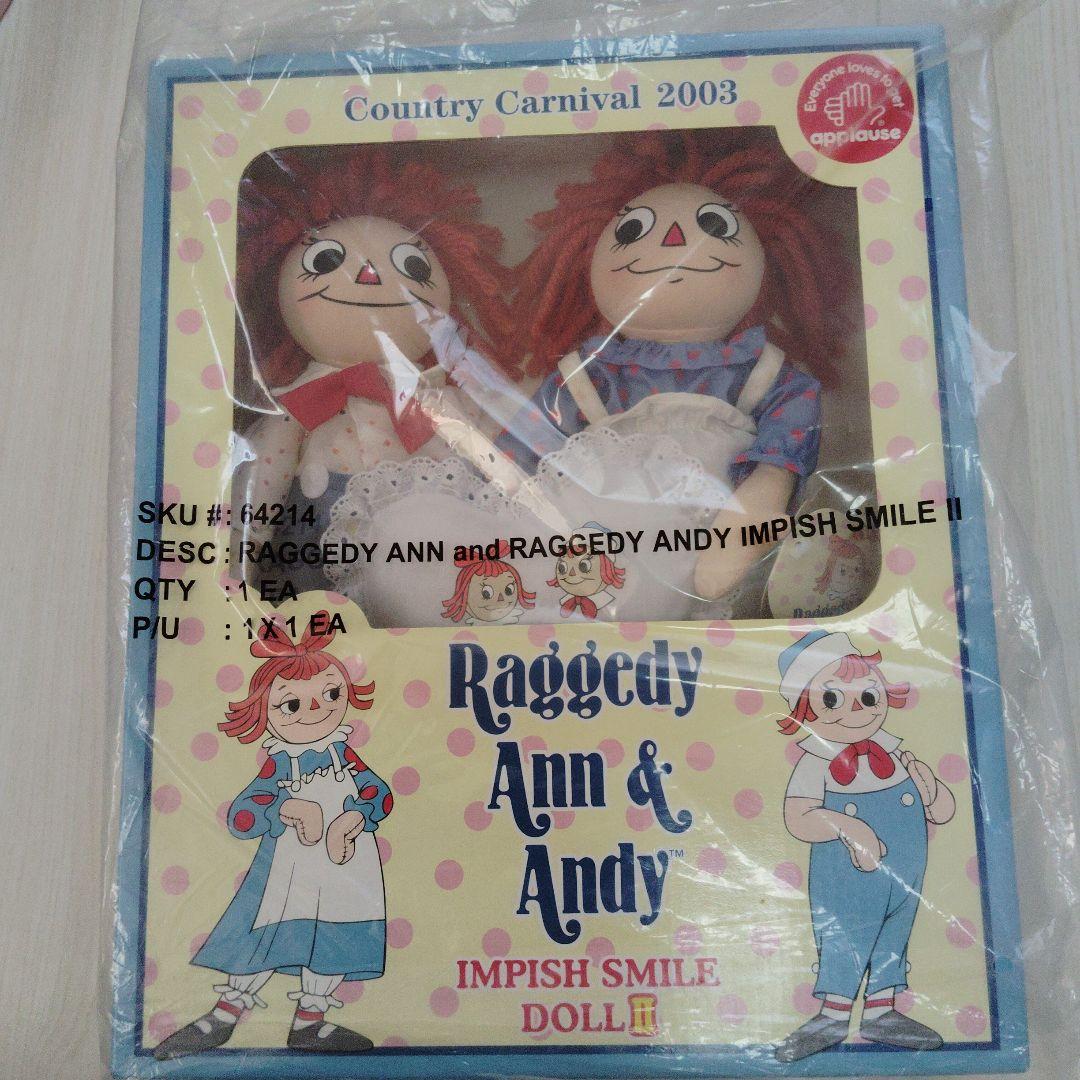 Country Carnival 2003
Everyone loves to get
applause
SKU #: 64214
DESC : RAGGEDY ANN and RAGGEDY ANDY IMPISH SMILE II
QTY : 1 EA
P/U : 1 X 1 EA
Raggedy
Ann &
Andy™
IMPISH SMILE
DOLL II